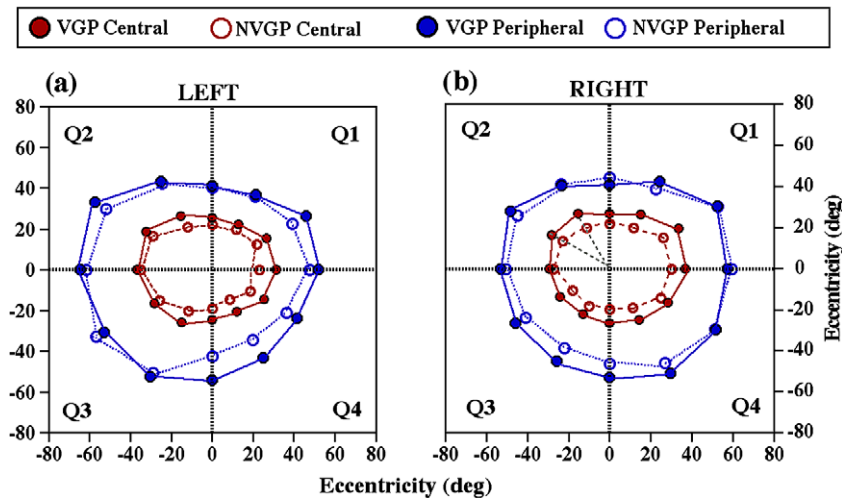 VGP Central NVGP Central VGP Peripheral NVGP Peripheral
(a) LEFT
(b) RIGHT
80
60
40
20
0
-20
-40
-60
-80
Q2 Q1
Q3 Q4
-80 -60 -40 -20 0 20 40 60 80
Q2 Q1
Q3 Q4
-80 -60 -40 -20 0 20 40 60 80
80
60
40
20
0
-20
-40
-60
-80
Eccentricity (deg)
Eccentricity (deg)